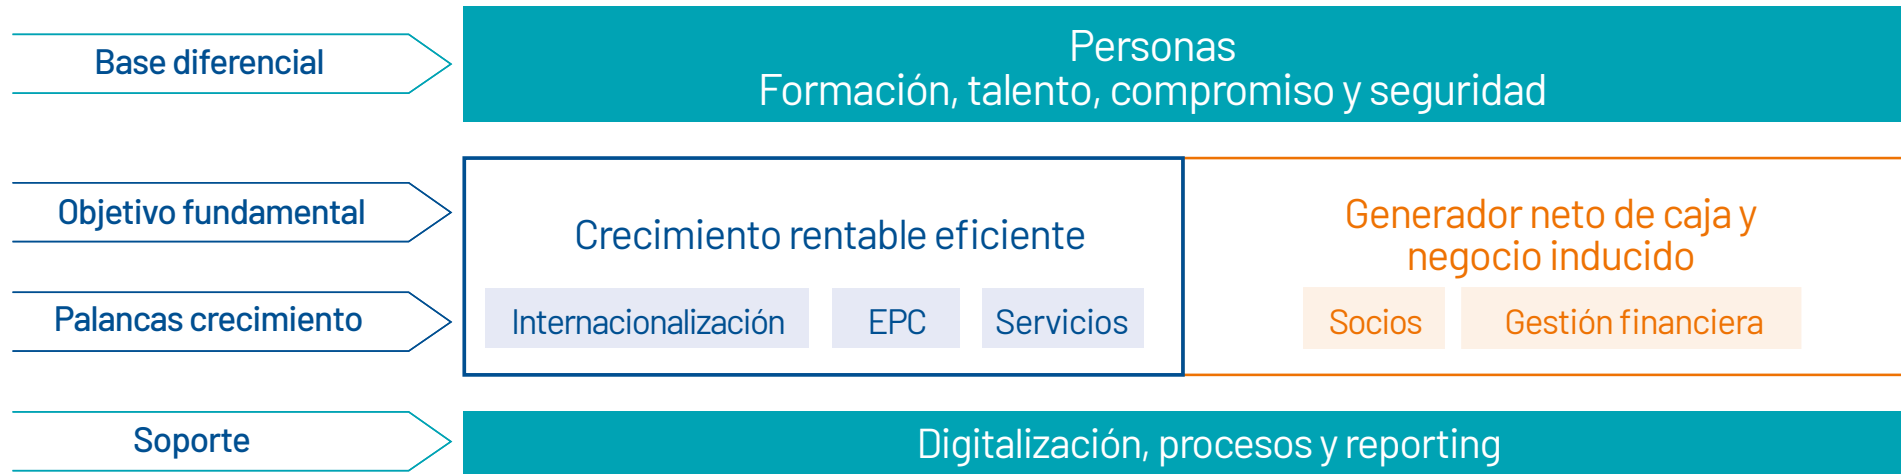 Base diferencial
Personas
Formación, talento, compromiso y seguridad
Objetivo fundamental
Crecimiento rentable eficiente
Generador neto de caja y
negocio inducido
Palancas crecimiento
Internacionalización
EPC
Servicios
Socios
Gestión financiera
Soporte
Digitalización, procesos y reporting